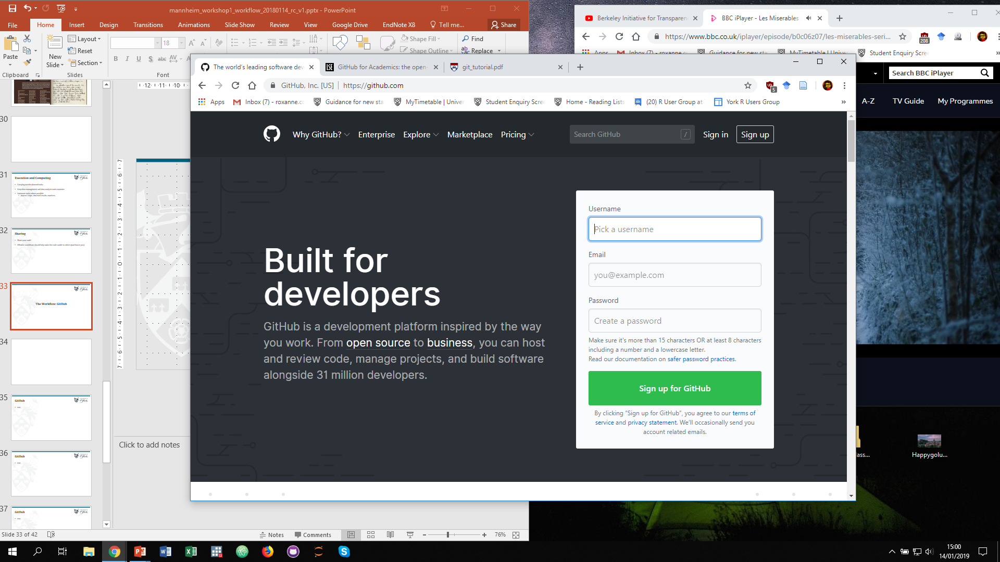 mannheim_workshop1_workflow_20180114_rc_v1.pptx - PowerPoint
File Home Insert Design Transitions Animations Slide Show Review View Google Drive EndNote X8 Tell me... Share
Paste
Clipboard
New
Slide
Layout
Reset
Section
Slides
18
B I U S abc AV A
Font
Shape Fill
Shape Outline
Find
Replace
30
31
Execution and Computing
32
Sharing
33
The Workflow: GitHub
34
35
GitHub
36
GitHub
37
GitHub
Click to add notes
Slide 33 of 42
Notes
Comments
76%
Berkeley Initiative for Transparen
BBC iPlayer - Les Miserables
https://www.bbc.co.uk/iplayer/episode/b0c06z07/les-miserables-seri...
208
Apps Inbox (7) - roxanne.c Guidance for new sta MyTimetable | Univer Student Enquiry Scree
Search BBC iPlayer
A-Z TV Guide My Programmes
The world's leading software dev
LSE
GitHub for Academics: the open-
git_tutorial.pdf
GitHub, Inc. [US]
https://github.com
5
Apps Inbox (7) - roxanne.cc Guidance for new sta MyTimetable | Univer Student Enquiry Scree Home - Reading Lists (20) R User Group at York R Users Group
Why GitHub? Enterprise Explore Marketplace Pricing
Search GitHub /
Sign in
Sign up
Built for
developers
GitHub is a development platform inspired by the way
you work. From open source to business, you can host
and review code, manage projects, and build software
alongside 31 million developers.
Username
Pick a username
Email
you@example.com
Password
Create a password
Make sure it's more than 15 characters OR at least 8 characters
including a number and a lowercase letter.
Read our documentation on safer password practices.
Sign up for GitHub
By clicking “Sign up for GitHub”, you agree to our terms of
service and privacy statement. We’ll occasionally send you
account related emails.
ass...
Happygolu...
15:00
14/01/2019